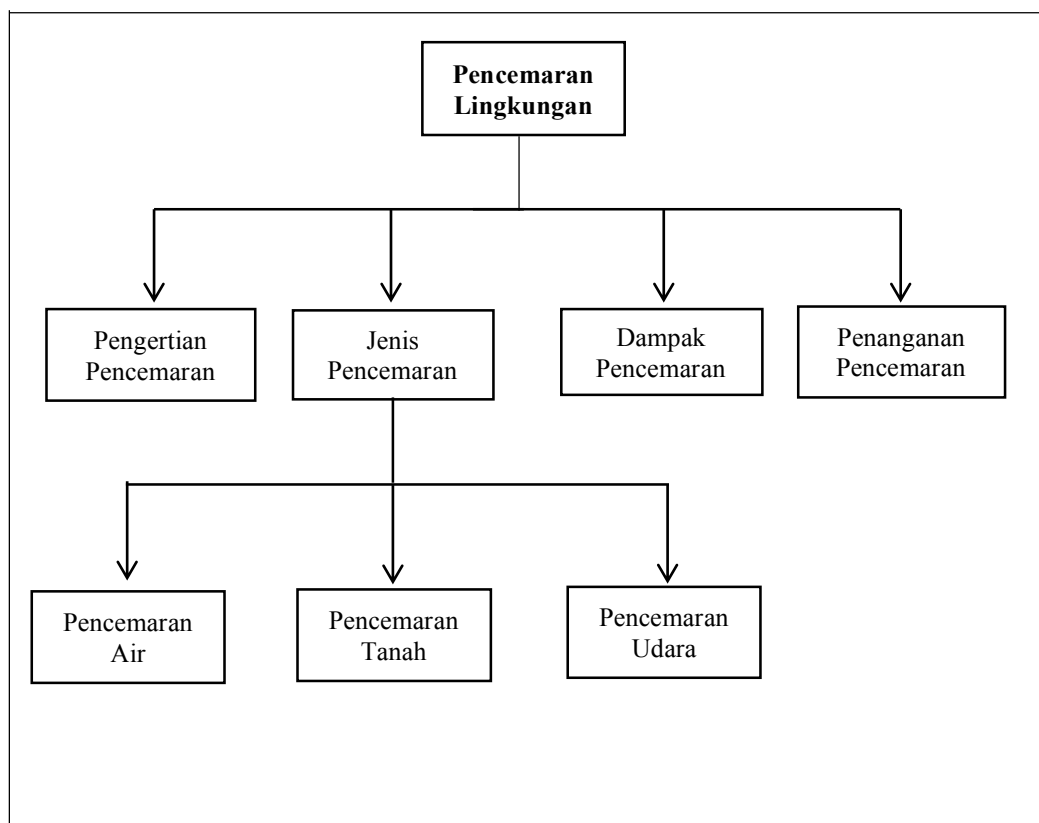 Pencemaran
Lingkungan
Pengertian
Pencemaran
Jenis
Pencemaran
Dampak
Pencemaran
Penanganan
Pencemaran
Pencemaran
Air
Pencemaran
Tanah
Pencemaran
Udara